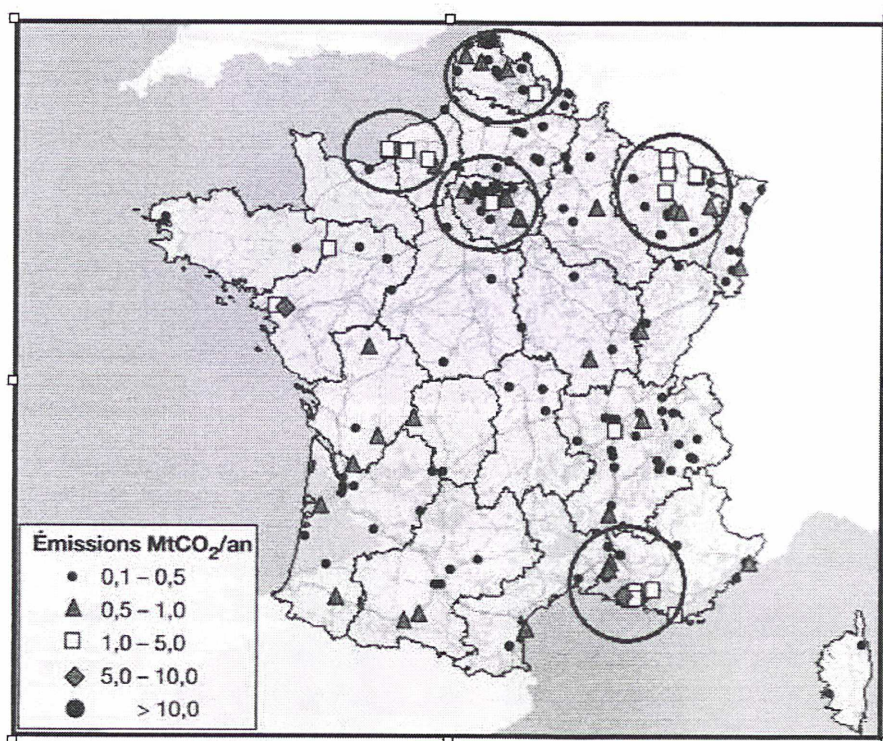 Émissions MtCO₂/an
0,1 – 0,5
0,5 – 1,0
1,0 – 5,0
5,0 – 10,0
> 10,0